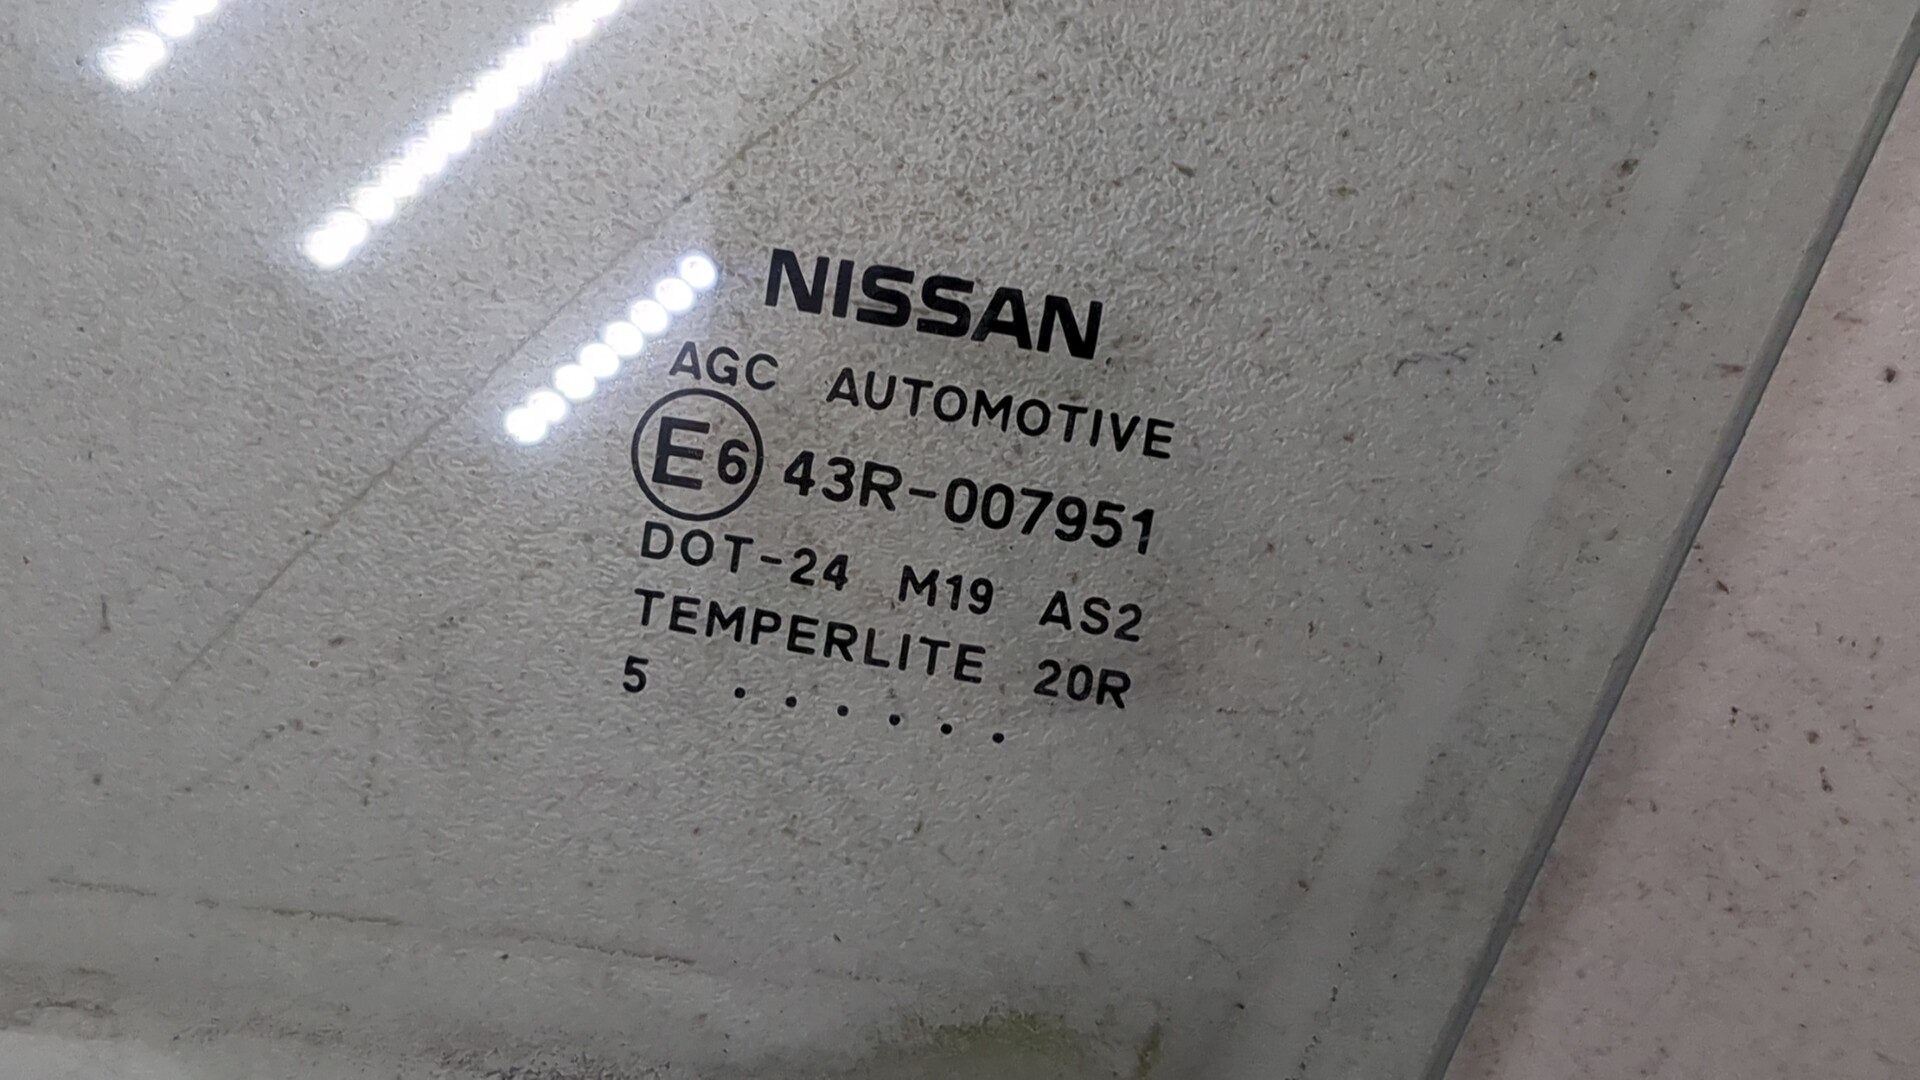 NISSAN
AGC AUTOMOTIVE
E6 43R-007951
DOT-24 M19 AS2
TEMPERLITE 20R
5 . . . . . .